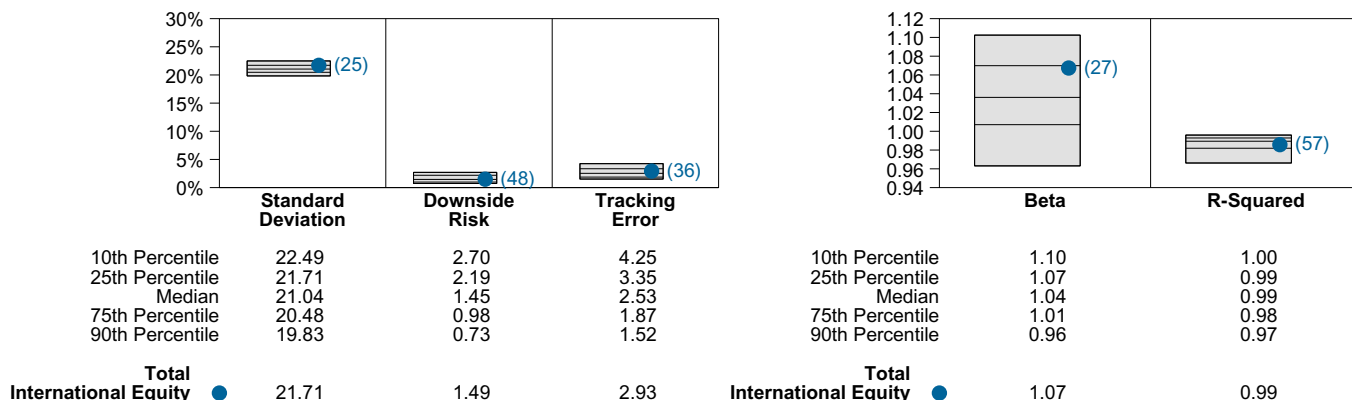 30%
25%
20%
15%
10%
5%
0%
(25)
(48)
(36)
Standard
Deviation
Downside
Risk
Tracking
Error
10th Percentile 22.49 2.70 4.25
25th Percentile 21.71 2.19 3.35
Median 21.04 1.45 2.53
75th Percentile 20.48 0.98 1.87
90th Percentile 19.83 0.73 1.52
Total
International Equity 21.71 1.49 2.93
1.12
1.10
1.08
1.06
1.04
1.02
1.00
0.98
0.96
0.94
(27)
(57)
Beta
R-Squared
10th Percentile 1.10 1.00
25th Percentile 1.07 0.99
Median 1.04 0.99
75th Percentile 1.01 0.98
90th Percentile 0.96 0.97
Total
International Equity 1.07 0.99